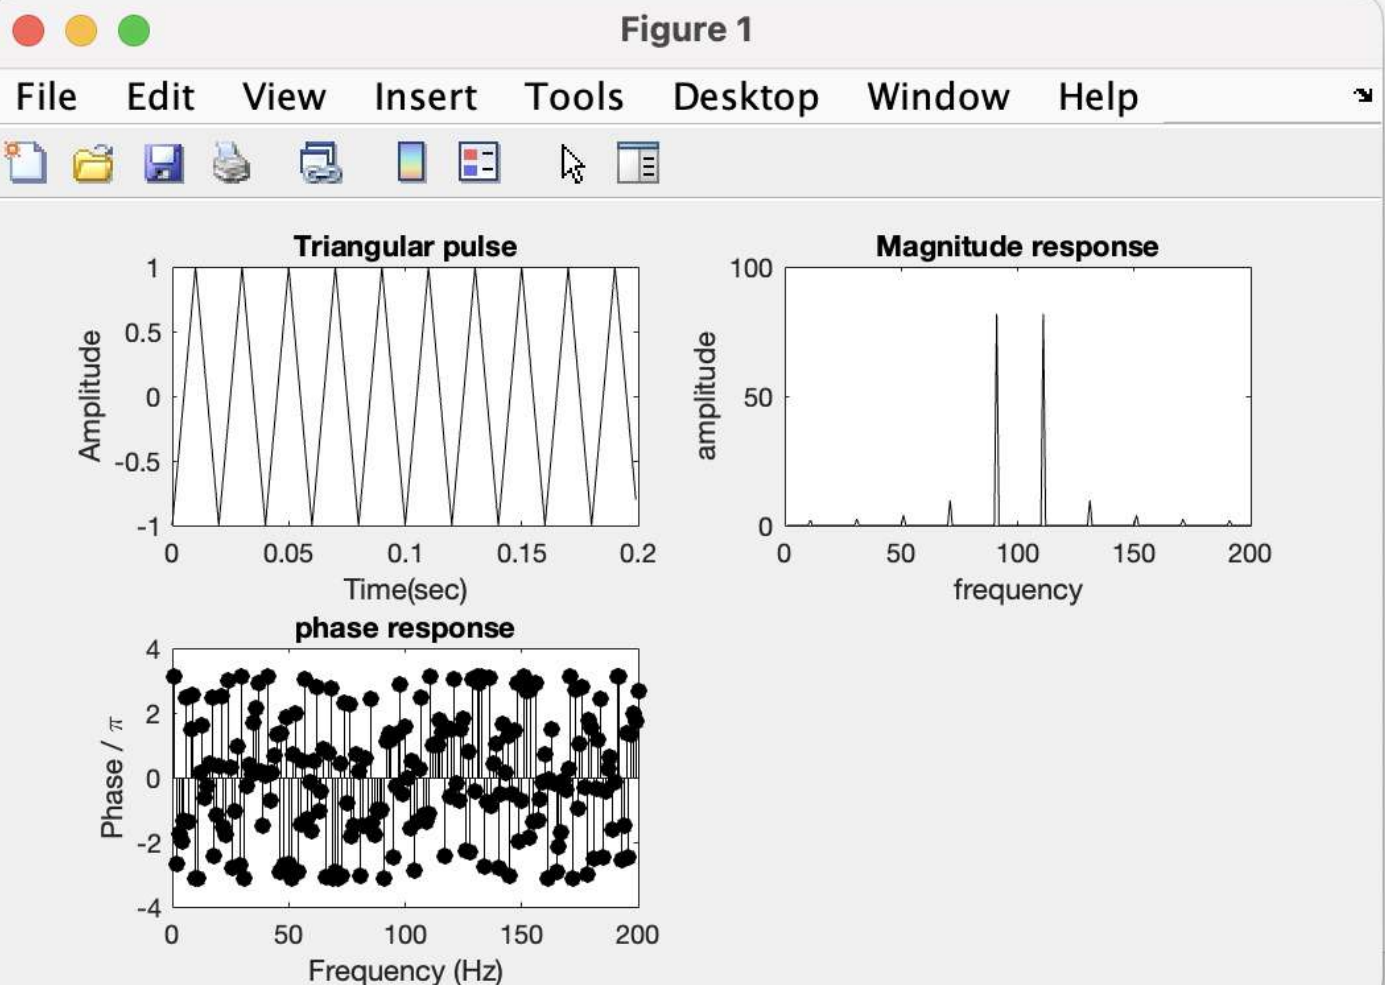 Figure 1
File Edit View Insert Tools Desktop Window Help
Triangular pulse
Amplitude
1
0.5
0
-0.5
-1
0 0.05 0.1 0.15 0.2
Time(sec)
Magnitude response
amplitude
100
50
0
0 50 100 150 200
frequency
phase response
Phase / π
4
2
0
-2
-4
0 50 100 150 200
Frequency (Hz)